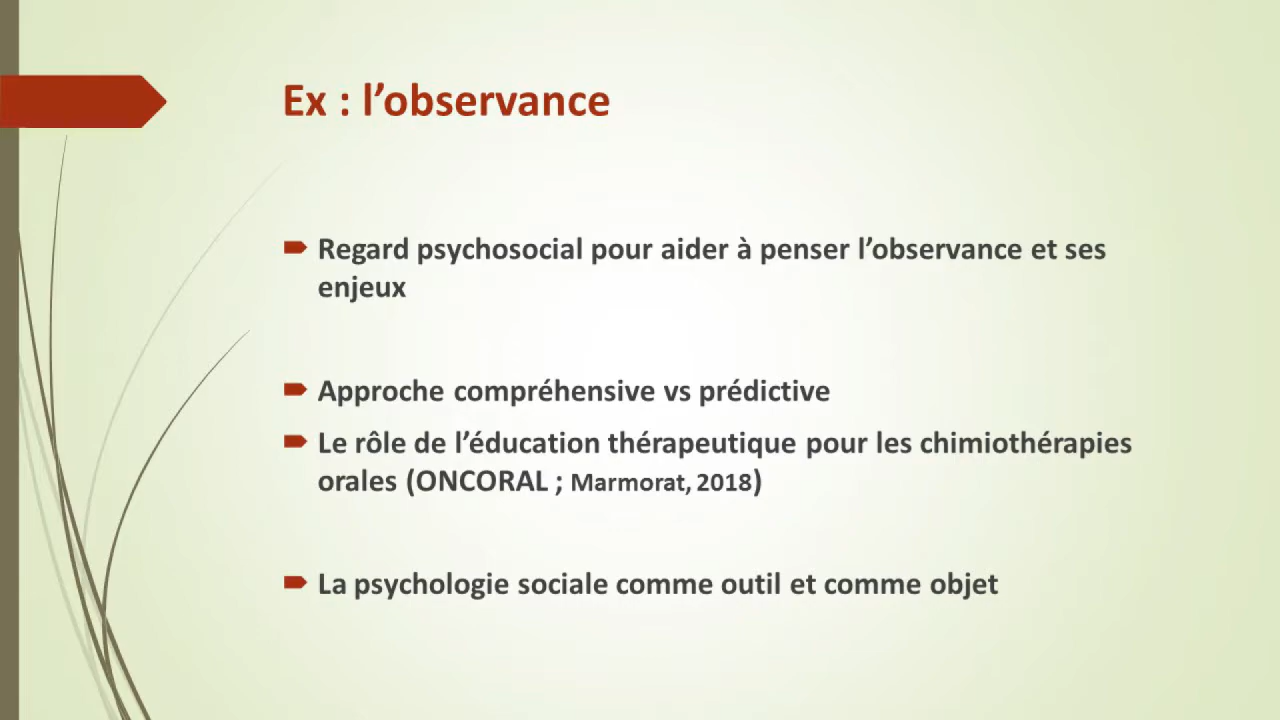 Ex : l’observance
Regard psychosocial pour aider à penser l’observance et ses
enjeux
Approche compréhensive vs prédictive
Le rôle de l’éducation thérapeutique pour les chimiothérapies
orales (ONCORAL ; Marmorat, 2018)
La psychologie sociale comme outil et comme objet